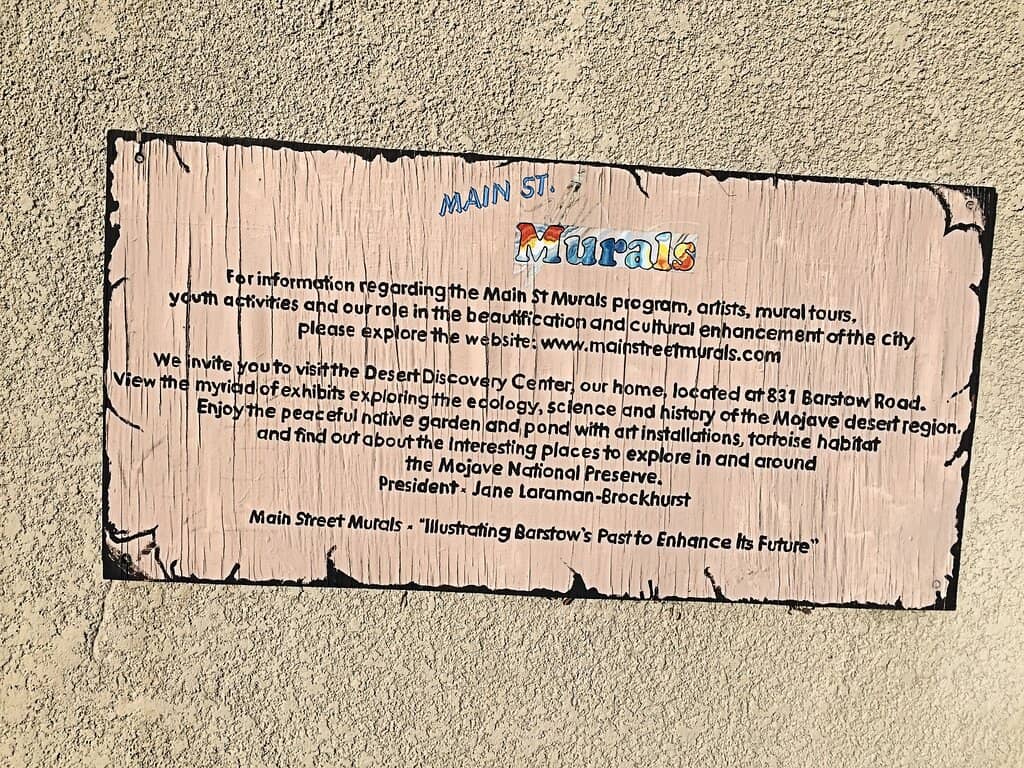 MAIN ST.
Murals
For information regarding the Main St Murals program, artists, mural tours.
youth activities and our role in the beautification and cultural enhancement of the city
please explore the website: www.mainstreetmurals.com
We invite you to visit the Desert Discovery Center, our home, located at 831 Barstow Road.
View the myriad of exhibits exploring the ecology, science and history of the Mojave desert region.
Enjoy the peaceful native garden and pond with art installations, tortoise habitat
and find out about the Interesting places to explore in and around
the Mojave National Preserve.
President - Jane Laraman-Brockhurst
Main Street Murals - "Illustrating Barstow's Past to Enhance Its Future"